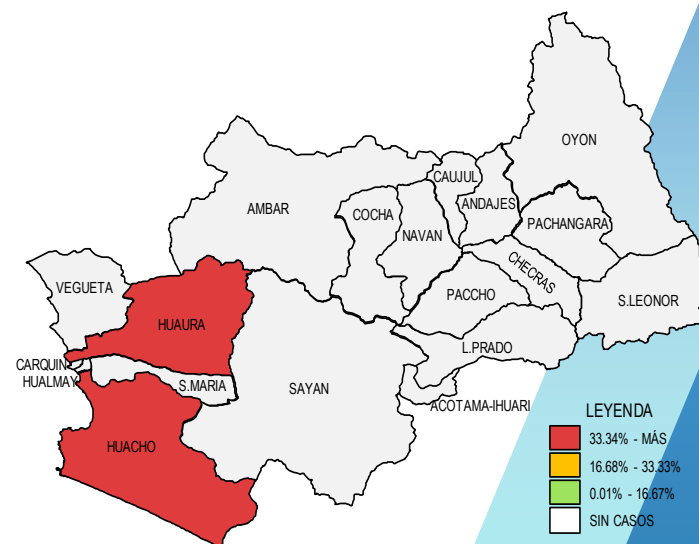 OYON
CAUJUL
ANDAJES
AMBAR
COCHA
NAVAN
PACHANGARA
CHECRAS
VEGUETA
PACCHO
S.LEONOR
HUAURA
L.PRADO
CARQUIN
HUALMAY
S.MARIA
SAYAN
ACOTAMA-IHUARI
HUACHO
LEYENDA
33.34% - MÁS
16.68% - 33.33%
0.01% - 16.67%
SIN CASOS